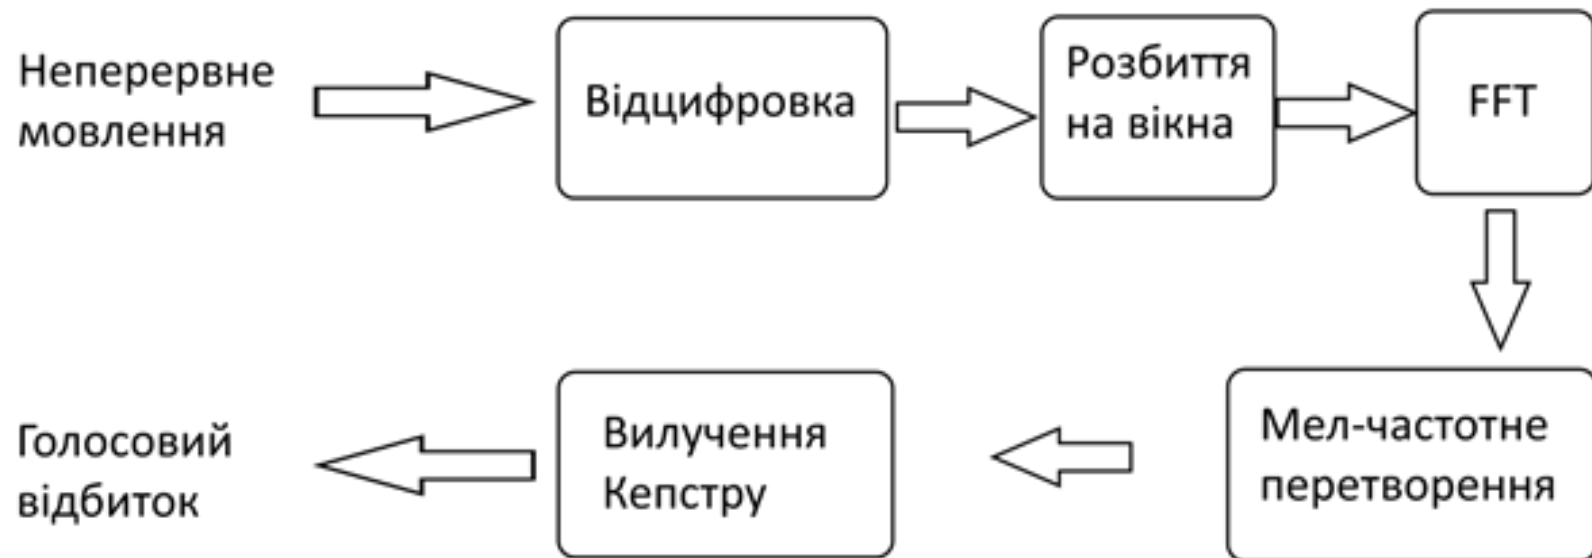 Неперервне
мовлення
Відцифровка
Розбиття
на вікна
FFT
Мел-частотне
перетворення
Вилучення
Кепстру
Голосовий
відбиток